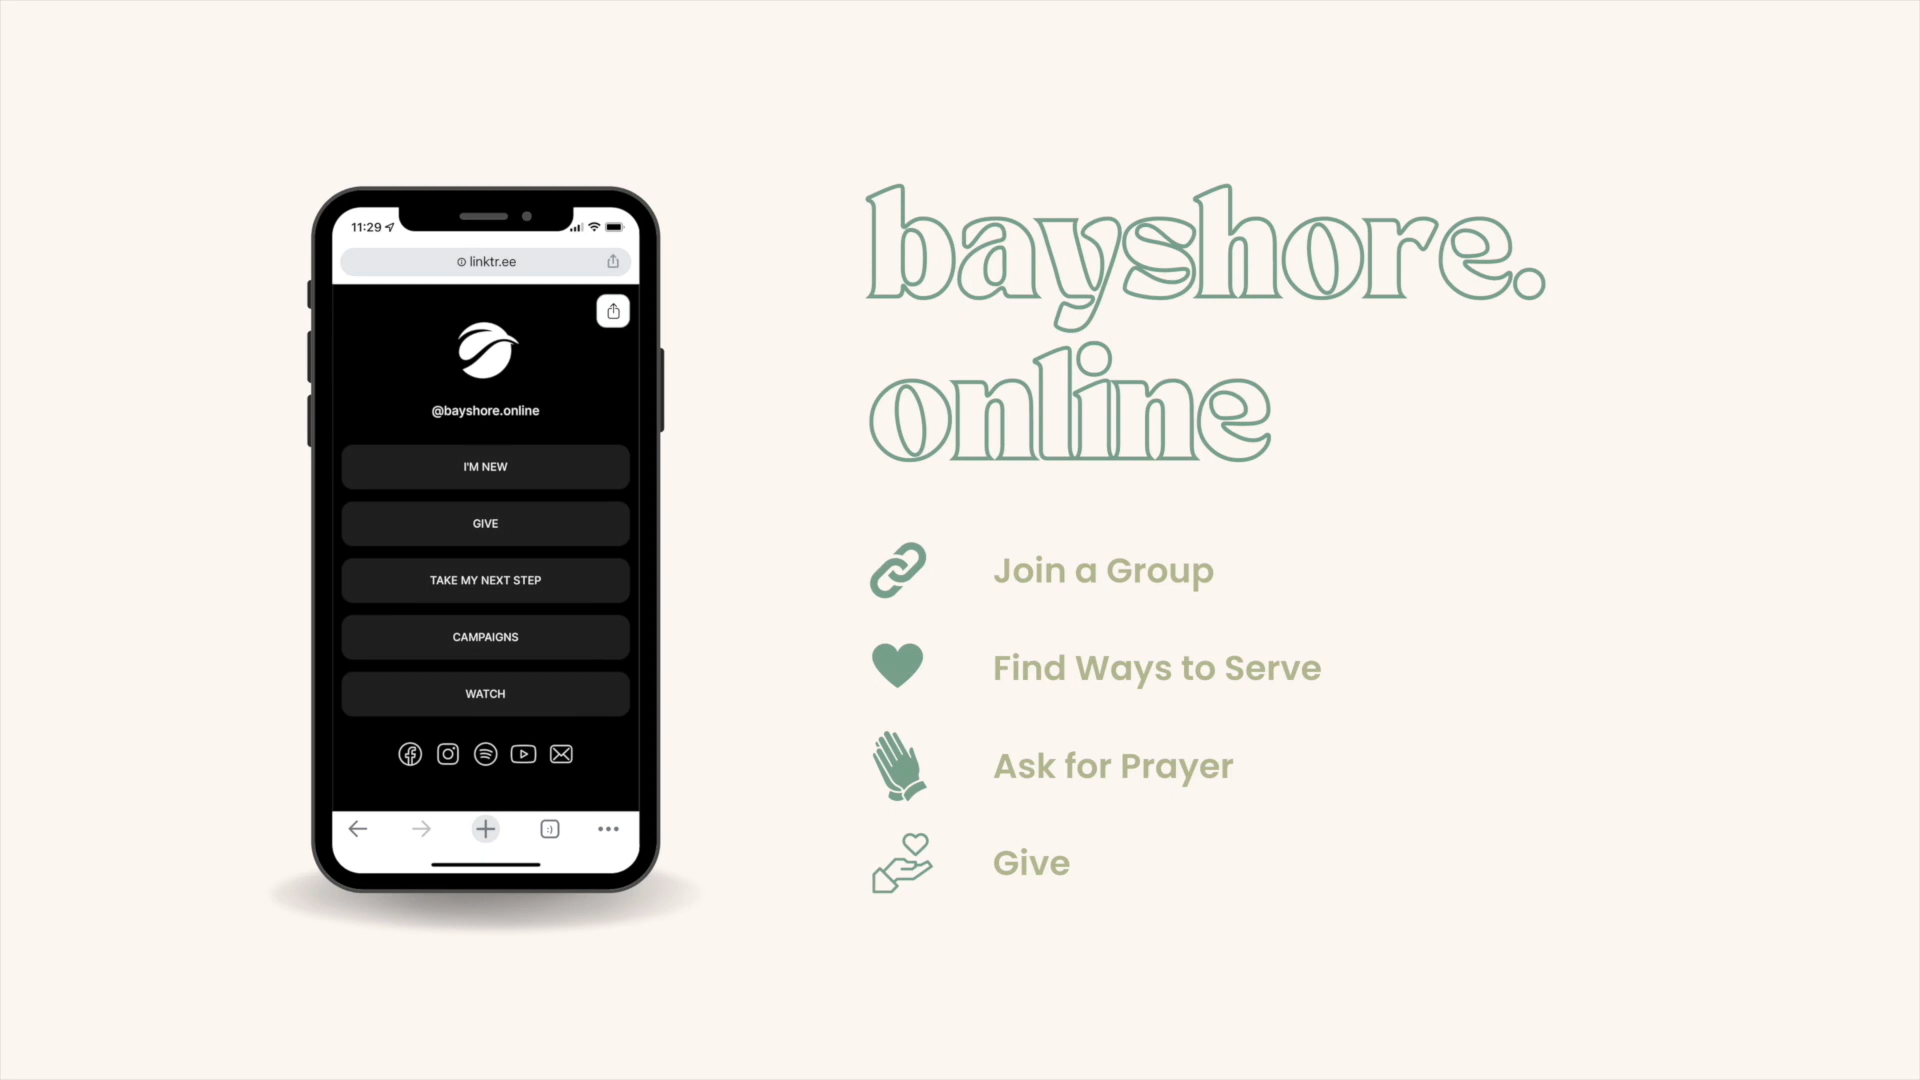 11:29
linktr.ee
@bayshore.online
I'M NEW
GIVE
TAKE MY NEXT STEP
CAMPAIGNS
WATCH
:)
bayshore.
online
Join a Group
Find Ways to Serve
Ask for Prayer
Give